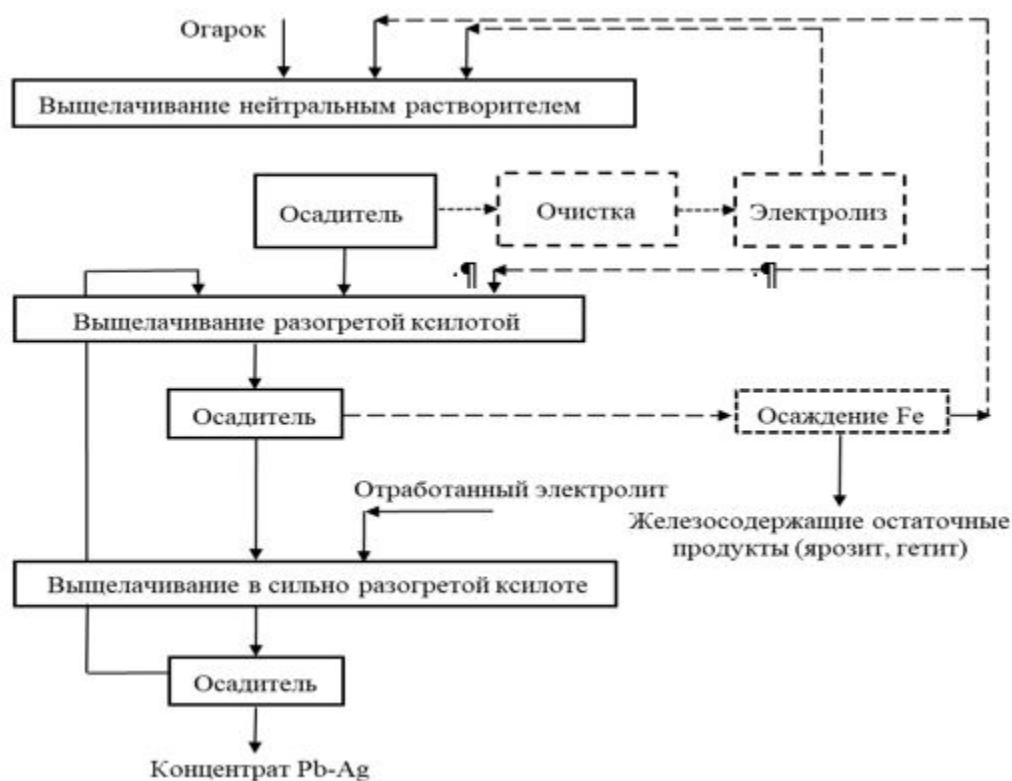 Огарок
Выщелачивание нейтральным растворителем
Осадитель
Очистка
Электролиз
.¶
.¶
Выщелачивание разогретой ксилотой
Осадитель
Осаждение Fe
Отработанный электролит
Железосодержащие остаточные
продукты (ярозит, гетит)
Выщелачивание в сильно разогретой ксилоте
Осадитель
Концентрат Pb-Ag